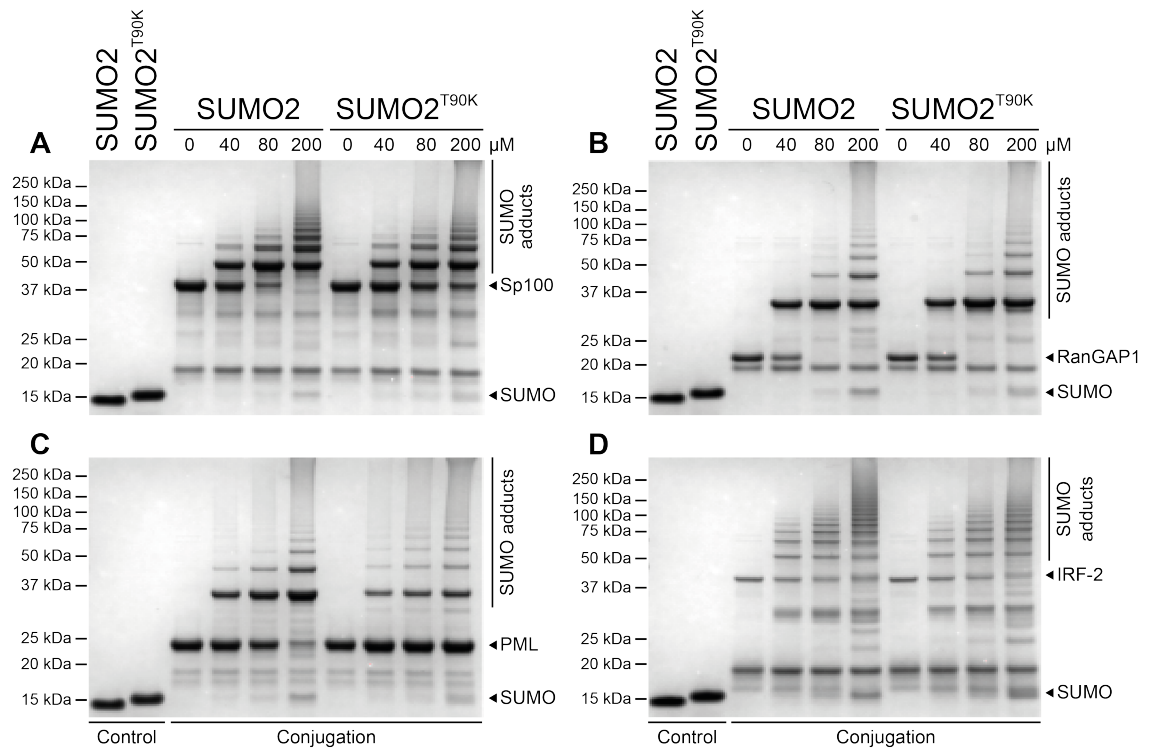 SUMO2
SUMO2T90K
SUMO2
SUMO2T90K
A
0 40 80 200 0 40 80 200 µM
250 kDa
150 kDa
100 kDa
75 kDa
50 kDa
37 kDa
25 kDa
20 kDa
15 kDa
SUMO
adducts
Sp100
SUMO
SUMO2
SUMO2T90K
SUMO2
SUMO2T90K
B
0 40 80 200 0 40 80 200 µM
250 kDa
150 kDa
100 kDa
75 kDa
50 kDa
37 kDa
25 kDa
20 kDa
15 kDa
SUMO adducts
RanGAP1
SUMO
C
250 kDa
150 kDa
100 kDa
75 kDa
50 kDa
37 kDa
25 kDa
20 kDa
15 kDa
SUMO adducts
PML
SUMO
Control
Conjugation
D
250 kDa
150 kDa
100 kDa
75 kDa
50 kDa
37 kDa
25 kDa
20 kDa
15 kDa
SUMO
adducts
IRF-2
SUMO
Control
Conjugation